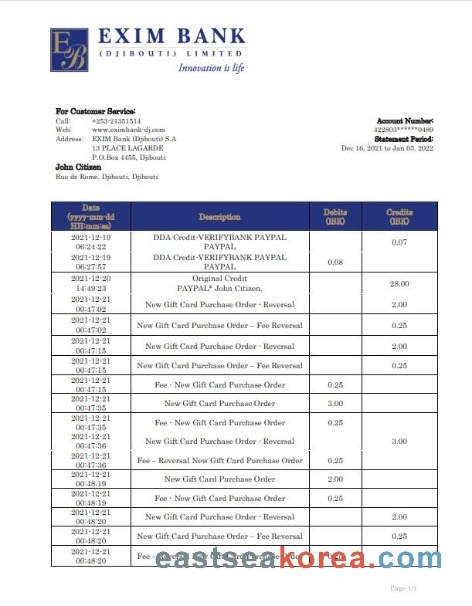 EXIM BANK
(DJIBOUTI) LIMITED
Innovation is life
For Customer Service:
Call: +253-21351514
Web: www.eximbank-dj.com
Address: EXIM Bank (Djibouti) S.A
13 PLACE LAGARDE
P.O.Box 4455, Djibouti
Account Number:
422803******0489
Statement Period:
Dec 16, 2021 to Jan 03, 2022
John Citizen
Rue de Rome, Djibouti, Djibouti
Date
(yyyy-mm-dd
HH:mm:ss)
Description
Debits
Credits
2021-12-19
06:24:22
DDA Credit-VERIFYBANK PAYPAL
PAYPAL
0.07
2021-12-19
06:27:57
DDA Credit-VERIFYBANK PAYPAL
PAYPAL
0.08
2021-12-20
14:49:23
Original Credit
PAYPAL* John Citizen,
28.00
2021-12-21
00:47:02
New Gift Card Purchase Order - Reversal
2.00
2021-12-21
00:47:02
New Gift Card Purchase Order – Fee Reversal
0.25
2021-12-21
00:47:15
New Gift Card Purchase Order - Reversal
2.00
2021-12-21
00:47:15
New Gift Card Purchase Order – Fee Reversal
0.25
2021-12-21
00:47:15
Fee - New Gift Card Purchase Order
0.25
2021-12-21
00:47:35
New Gift Card Purchase Order
3.00
2021-12-21
00:47:35
Fee - New Gift Card Purchase Order
0.25
2021-12-21
00:47:36
New Gift Card Purchase Order - Reversal
3.00
2021-12-21
00:47:36
Fee – Reversal New Gift Card Purchase Order
0.25
2021-12-21
00:48:19
New Gift Card Purchase Order
2.00
2021-12-21
00:48:19
Fee - New Gift Card Purchase Order
0.25
2021-12-21
00:48:20
New Gift Card Purchase Order - Reversal
2.00
2021-12-21
00:48:20
New Gift Card Purchase Order – Fee Reversal
0.25
2021-12-21
00:48:20
Fee –
eastseakorea.com
Page 1/1